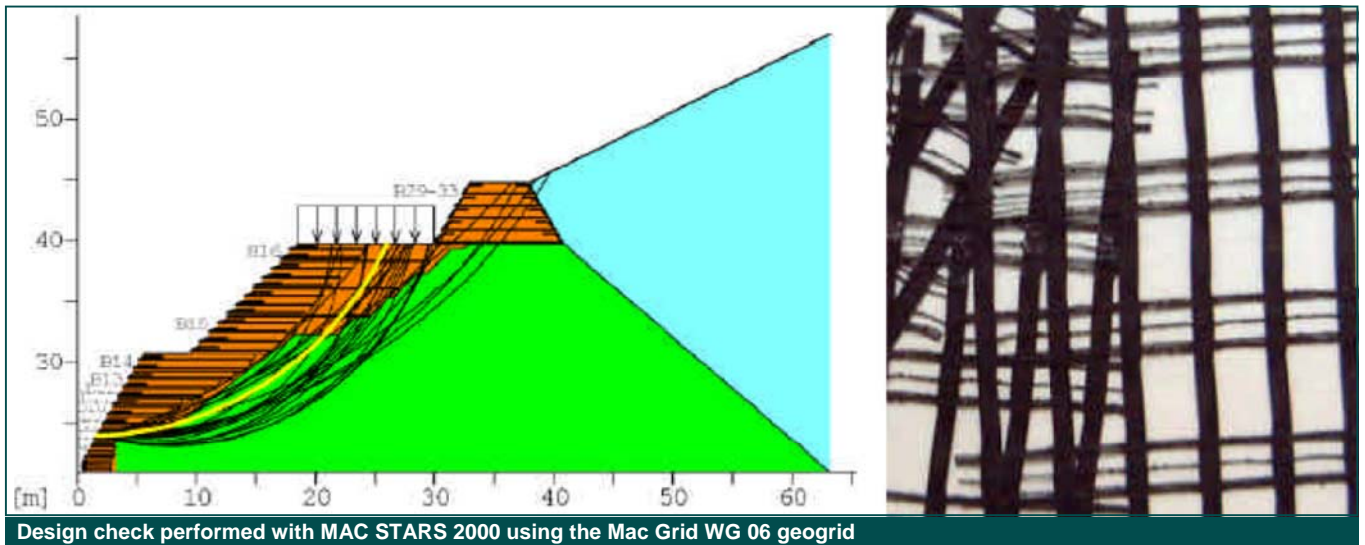 50
B29-33
40
B16
B15
B14
30
B13
[m] 0 10 20 30 40 50 60
Design check performed with MAC STARS 2000 using the Mac Grid WG 06 geogrid